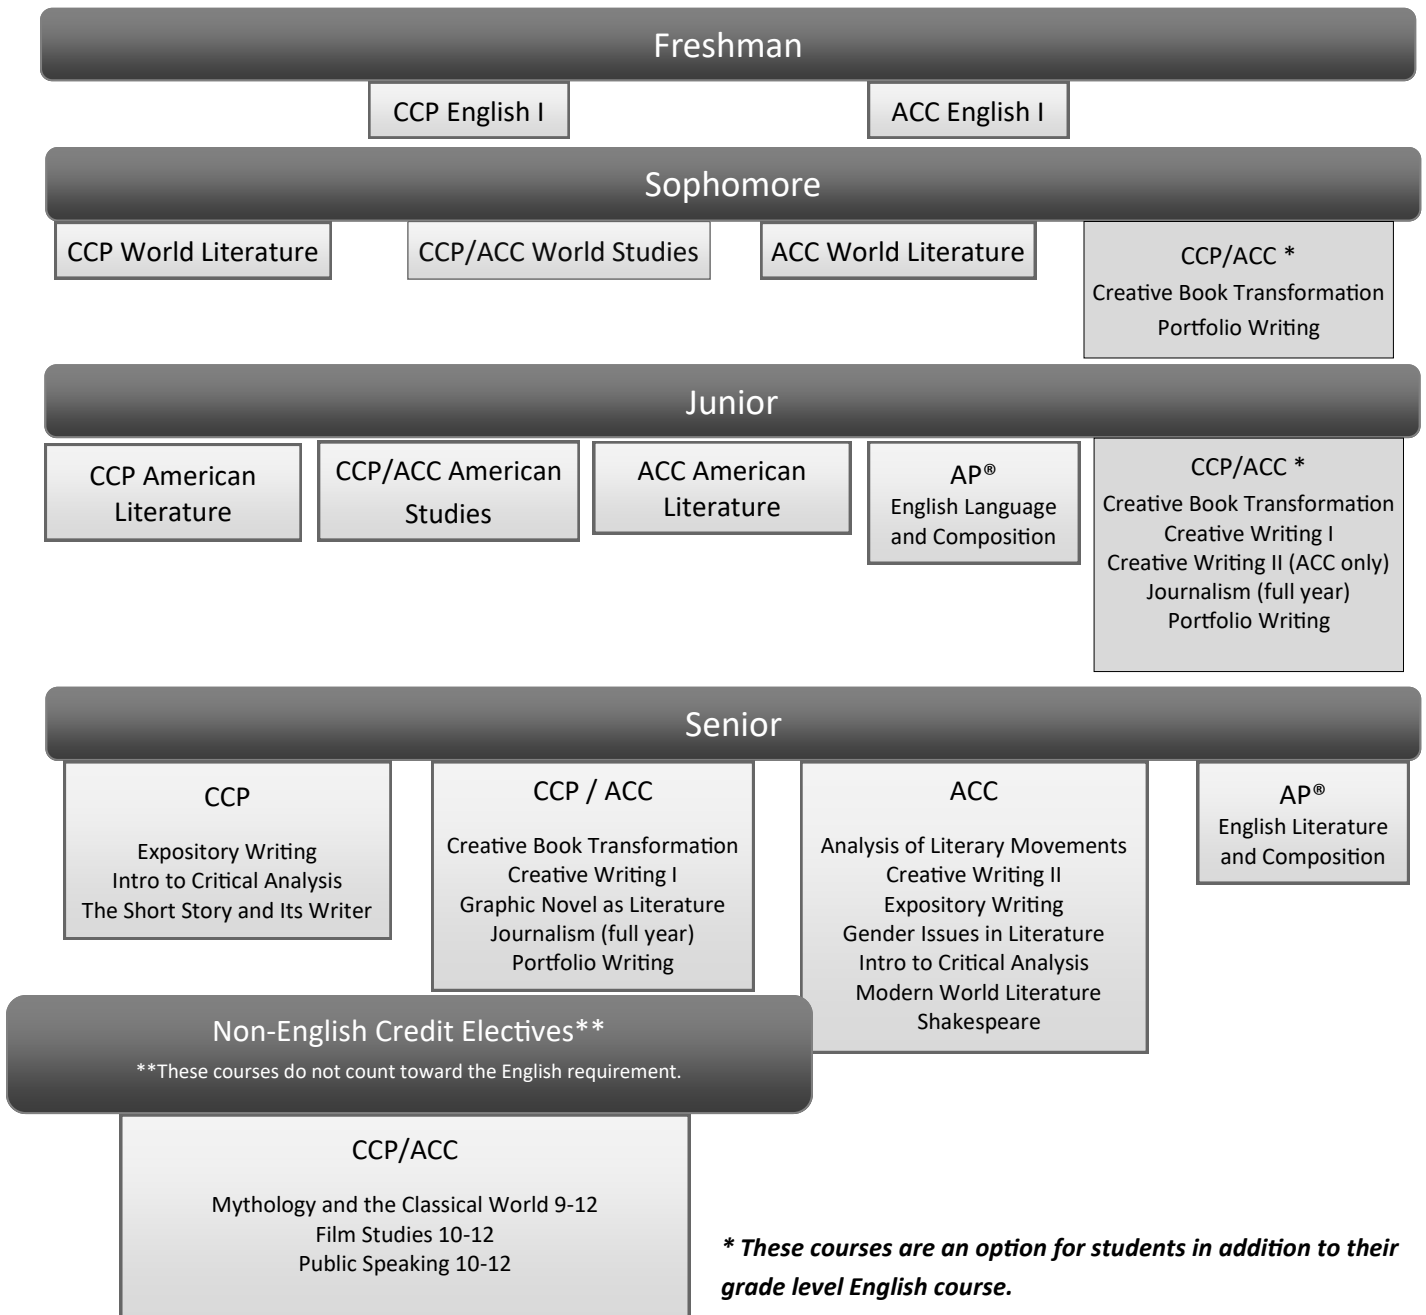 Freshman
CCP English I
ACC English I
Sophomore
CCP World Literature
CCP/ACC World Studies
ACC World Literature
CCP/ACC *
Creative Book Transformation
Portfolio Writing
Junior
CCP American
Literature
CCP/ACC American
Studies
ACC American
Literature
AP®
English Language
and Composition
CCP/ACC *
Creative Book Transformation
Creative Writing I
Creative Writing II (ACC only)
Journalism (full year)
Portfolio Writing
Senior
CCP
Expository Writing
Intro to Critical Analysis
The Short Story and Its Writer
CCP / ACC
Creative Book Transformation
Creative Writing I
Graphic Novel as Literature
Journalism (full year)
Portfolio Writing
ACC
Analysis of Literary Movements
Creative Writing II
Expository Writing
Gender Issues in Literature
Intro to Critical Analysis
Modern World Literature
Shakespeare
AP®
English Literature
and Composition
Non-English Credit Electives**
**These courses do not count toward the English requirement.
CCP/ACC
Mythology and the Classical World 9-12
Film Studies 10-12
Public Speaking 10-12
* These courses are an option for students in addition to their
grade level English course.